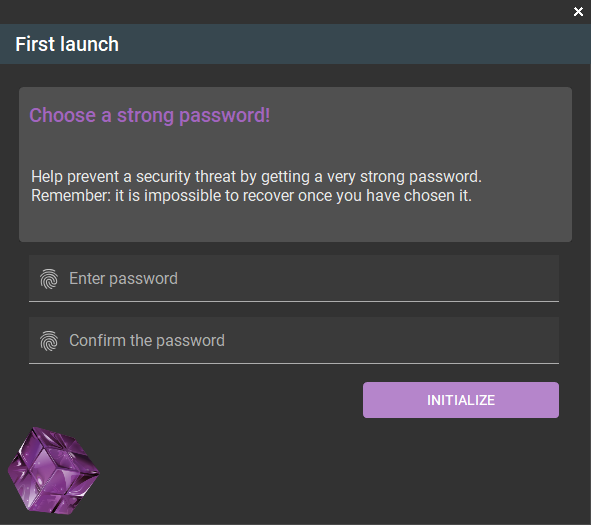 First launch
Choose a strong password!
Help prevent a security threat by getting a very strong password.
Remember: it is impossible to recover once you have chosen it.
Enter password
Confirm the password
INITIALIZE